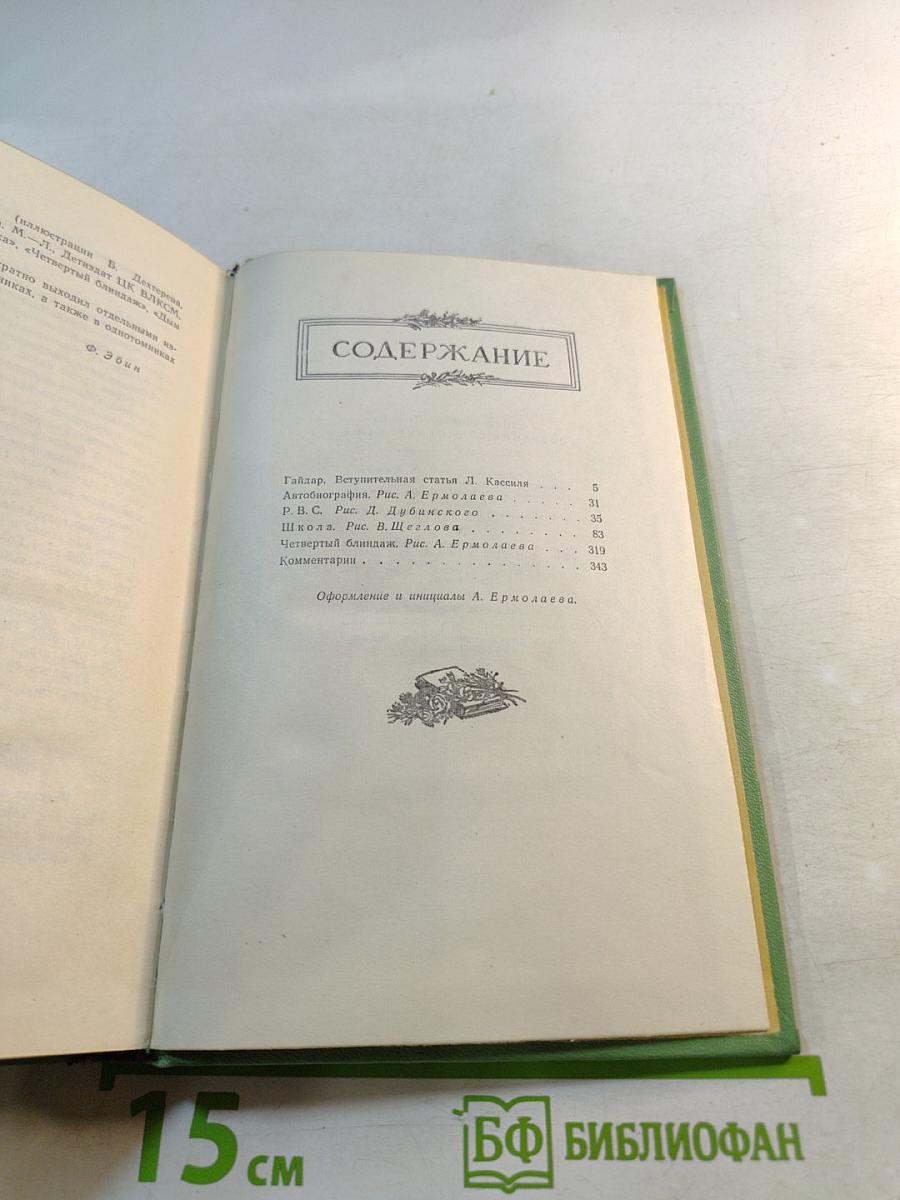 (иллюстрации Б. Дехтерева.
М.—Л., Детиздат ЦК ВЛКСМ,
«Четвертый блиндаж», «Дым
выходил отдельными из-
а также в однотомниках
Ф. Эбин
СОДЕРЖАНИЕ
Гайдар. Вступительная статья Л. Кассиля . . . 5
Автобиография. Рис. А. Ермолаева . . . . 31
Р. В. С. Рис. Д. Дубинского . . . . . . . 35
Школа. Рис. В. Щеглова . . . . . . . 83
Четвертый блиндаж. Рис. А. Ермолаева . . . 319
Комментарии . . . . . . . . . . . . . . . 343
Оформление и инициалы А. Ермолаева.
15 см
БФ БИБЛИОФАН